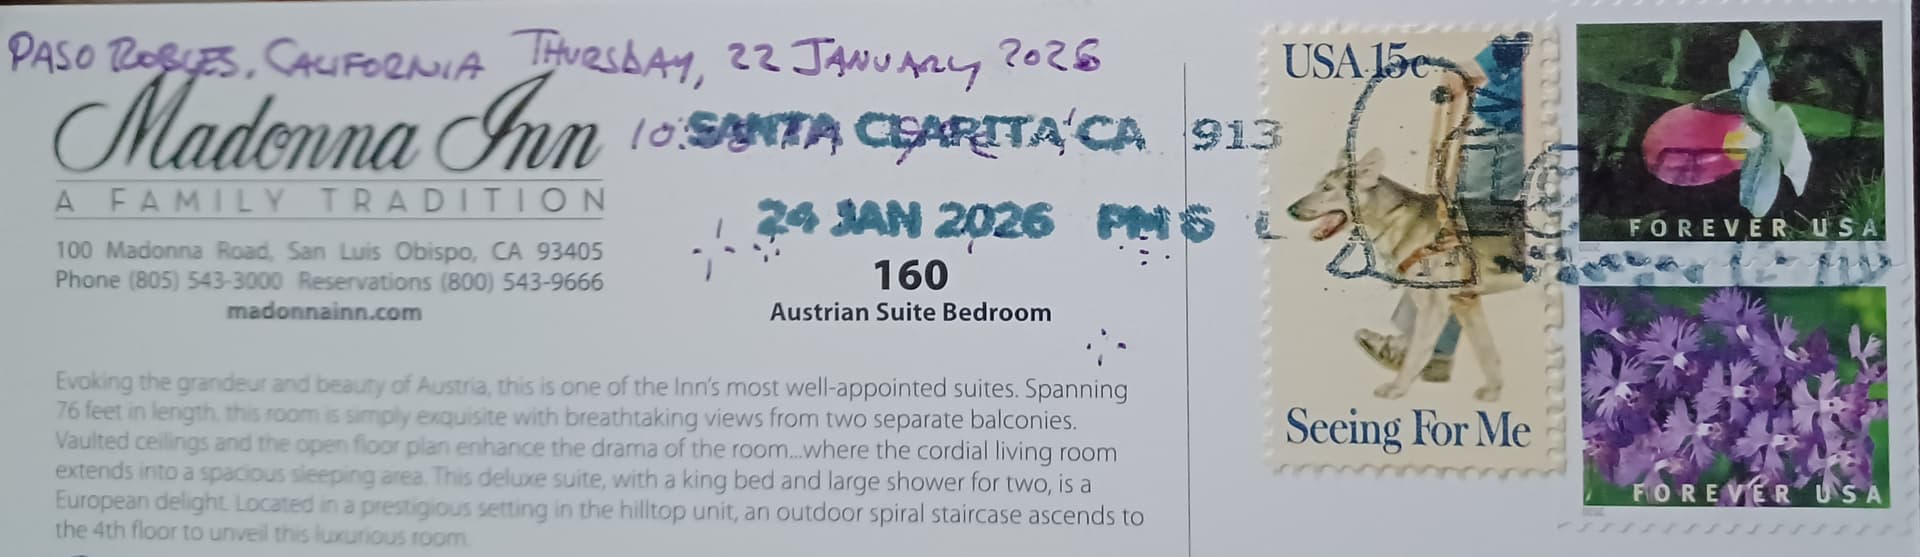 PASO ROBLES, CALIFORNIA THURSDAY, 22 JANUARY 2026
Madonna Inn
A FAMILY TRADITION
100 Madonna Road, San Luis Obispo, CA 93405
Phone (805) 543-3000 Reservations (800) 543-9666
madonnainn.com
SANTA CLARITA CA 913
24 JAN 2026 PM 5 L
160
Austrian Suite Bedroom
Evoking the grandeur and beauty of Austria, this is one of the Inn's most well-appointed suites. Spanning
76 feet in length, this room is simply exquisite with breathtaking views from two separate balconies.
Vaulted ceilings and the open floor plan enhance the drama of the room...where the cordial living room
extends into a spacious sleeping area. This deluxe suite, with a king bed and large shower for two, is a
European delight. Located in a prestigious setting in the hilltop unit, an outdoor spiral staircase ascends to
the 4th floor to unveil this luxurious room.
USA 15c
Seeing For Me
FOREVER USA
FOREVER USA